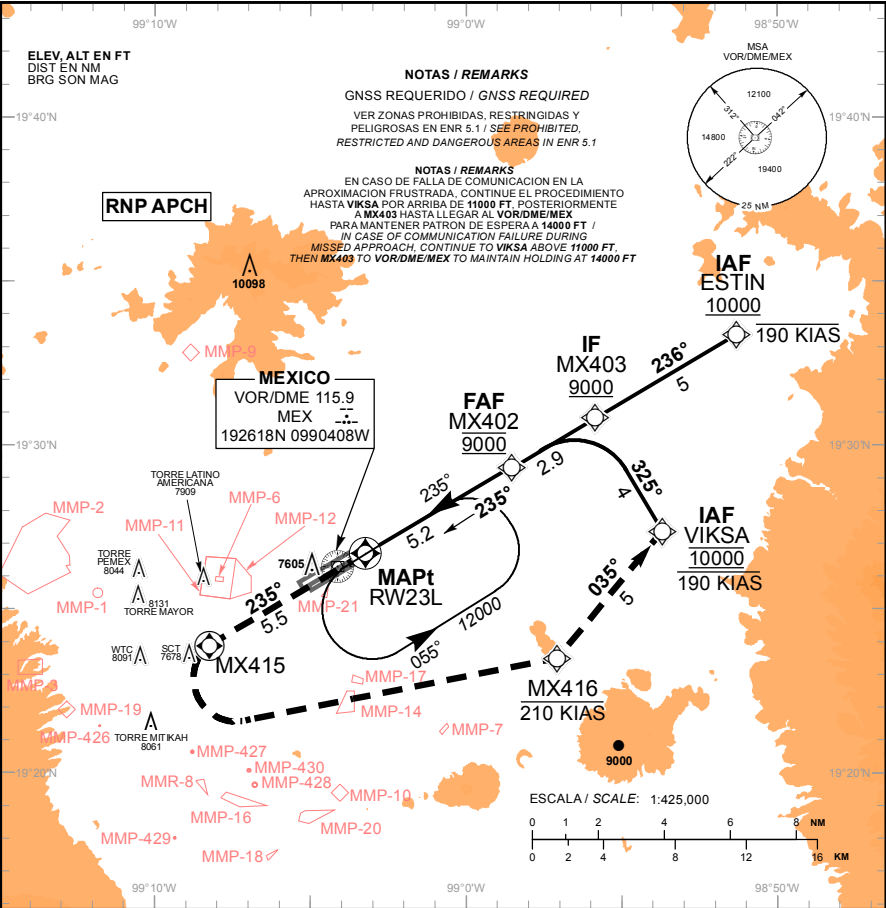 99°10'W
99°0'W
98°50'W
ELEV, ALT EN FT
DIST EN NM
BRG SON MAG
NOTAS / REMARKS
GNSS REQUERIDO / GNSS REQUIRED
VER ZONAS PROHIBIDAS, RESTRINGIDAS Y
PELIGROSAS EN ENR 5.1 / SEE PROHIBITED,
RESTRICTED AND DANGEROUS AREAS IN ENR 5.1
NOTAS / REMARKS
EN CASO DE FALLA DE COMUNICACION EN LA
APROXIMACION FRUSTRADA, CONTINUE EL PROCEDIMIENTO
HASTA VIKSA POR ARRIBA DE 11000 FT, POSTERIORMENTE
A MX403 HASTA LLEGAR AL VOR/DME/MEX
PARA MANTENER PATRON DE ESPERA A 14000 FT /
IN CASE OF COMMUNICATION FAILURE DURING
MISSED APPROACH, CONTINUE TO VIKSA ABOVE 11000 FT,
THEN MX403 TO VOR/DME/MEX TO MAINTAIN HOLDING AT 14000 FT
MSA
VOR/DME/MEX
12100
312°
042°
14800
222°
19400
25 NM
19°40'N
19°40'N
RNP APCH
10098
MMP-9
IAF
ESTIN
10000
190 KIAS
IF
MX403
9000
236°
5
FAF
MX402
9000
MEXICO
VOR/DME 115.9
MEX
192618N 0990408W
19°30'N
19°30'N
2.9
325°
4
235°
235°
5.2
TORRE LATINO
AMERICANA
7909
MMP-2
MMP-6
MMP-11
MMP-12
IAF
VIKSA
10000
190 KIAS
TORRE
PEMEX
8044
7605
MAPt
RW23L
MMP-1
8131
TORRE MAYOR
MMP-21
235°
5.5
12000
055°
035°
5
WTC
8091
SCT
7678
MX415
MMP-3
MMP-17
MX416
210 KIAS
MMP-19
MMP-14
MMP-426
MMP-7
TORRE MITIKAH
8061
MMP-427
9000
19°20'N
19°20'N
MMP-430
MMP-428
MMR-8
MMP-10
MMP-16
MMP-20
MMP-429
MMP-18
ESCALA / SCALE: 1:425,000
0 1 2 4 6 8 NM
0 2 4 8 12 16 KM
99°10'W
99°0'W
98°50'W